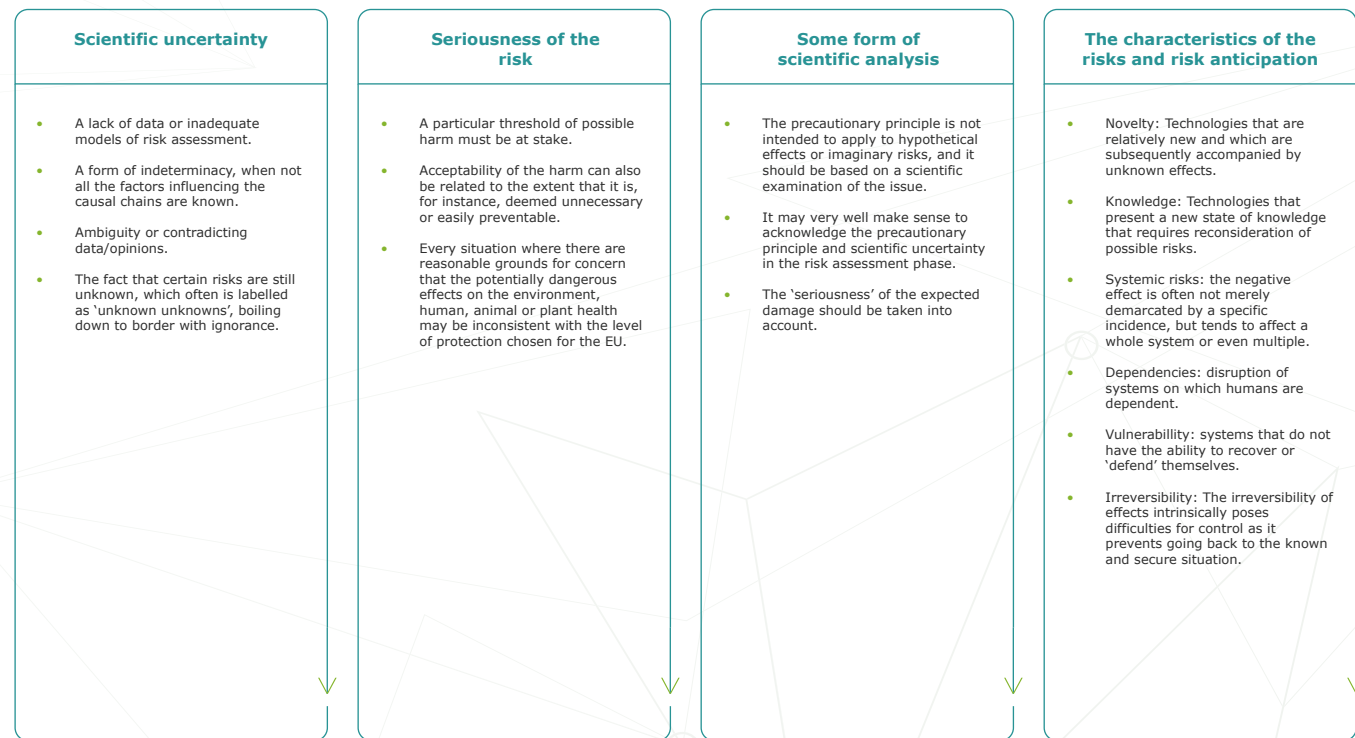 Scientific uncertainty
• A lack of data or inadequate
models of risk assessment.
• A form of indeterminacy, when not
all the factors influencing the
causal chains are known.
• Ambiguity or contradicting
data/opinions.
• The fact that certain risks are still
unknown, which often is labelled
as ‘unknown unknowns’, boiling
down to border with ignorance.
Seriousness of the
risk
• A particular threshold of possible
harm must be at stake.
• Acceptability of the harm can also
be related to the extent that it is,
for instance, deemed unnecessary
or easily preventable.
• Every situation where there are
reasonable grounds for concern
that the potentially dangerous
effects on the environment,
human, animal or plant health
may be inconsistent with the level
of protection chosen for the EU.
Some form of
scientific analysis
• The precautionary principle is not
intended to apply to hypothetical
effects or imaginary risks, and it
should be based on a scientific
examination of the issue.
• It may very well make sense to
acknowledge the precautionary
principle and scientific uncertainty
in the risk assessment phase.
• The ‘seriousness’ of the expected
damage should be taken into
account.
The characteristics of the
risks and risk anticipation
• Novelty: Technologies that are
relatively new and which are
subsequently accompanied by
unknown effects.
• Knowledge: Technologies that
present a new state of knowledge
that requires reconsideration of
possible risks.
• Systemic risks: the negative
effect is often not merely
demarcated by a specific
incidence, but tends to affect a
whole system or even multiple.
• Dependencies: disruption of
systems on which humans are
dependent.
• Vulnerabillity: systems that do not
have the ability to recover or
‘defend’ themselves.
• Irreversibility: The irreversibility of
effects intrinsically poses
difficulties for control as it
prevents going back to the known
and secure situation.